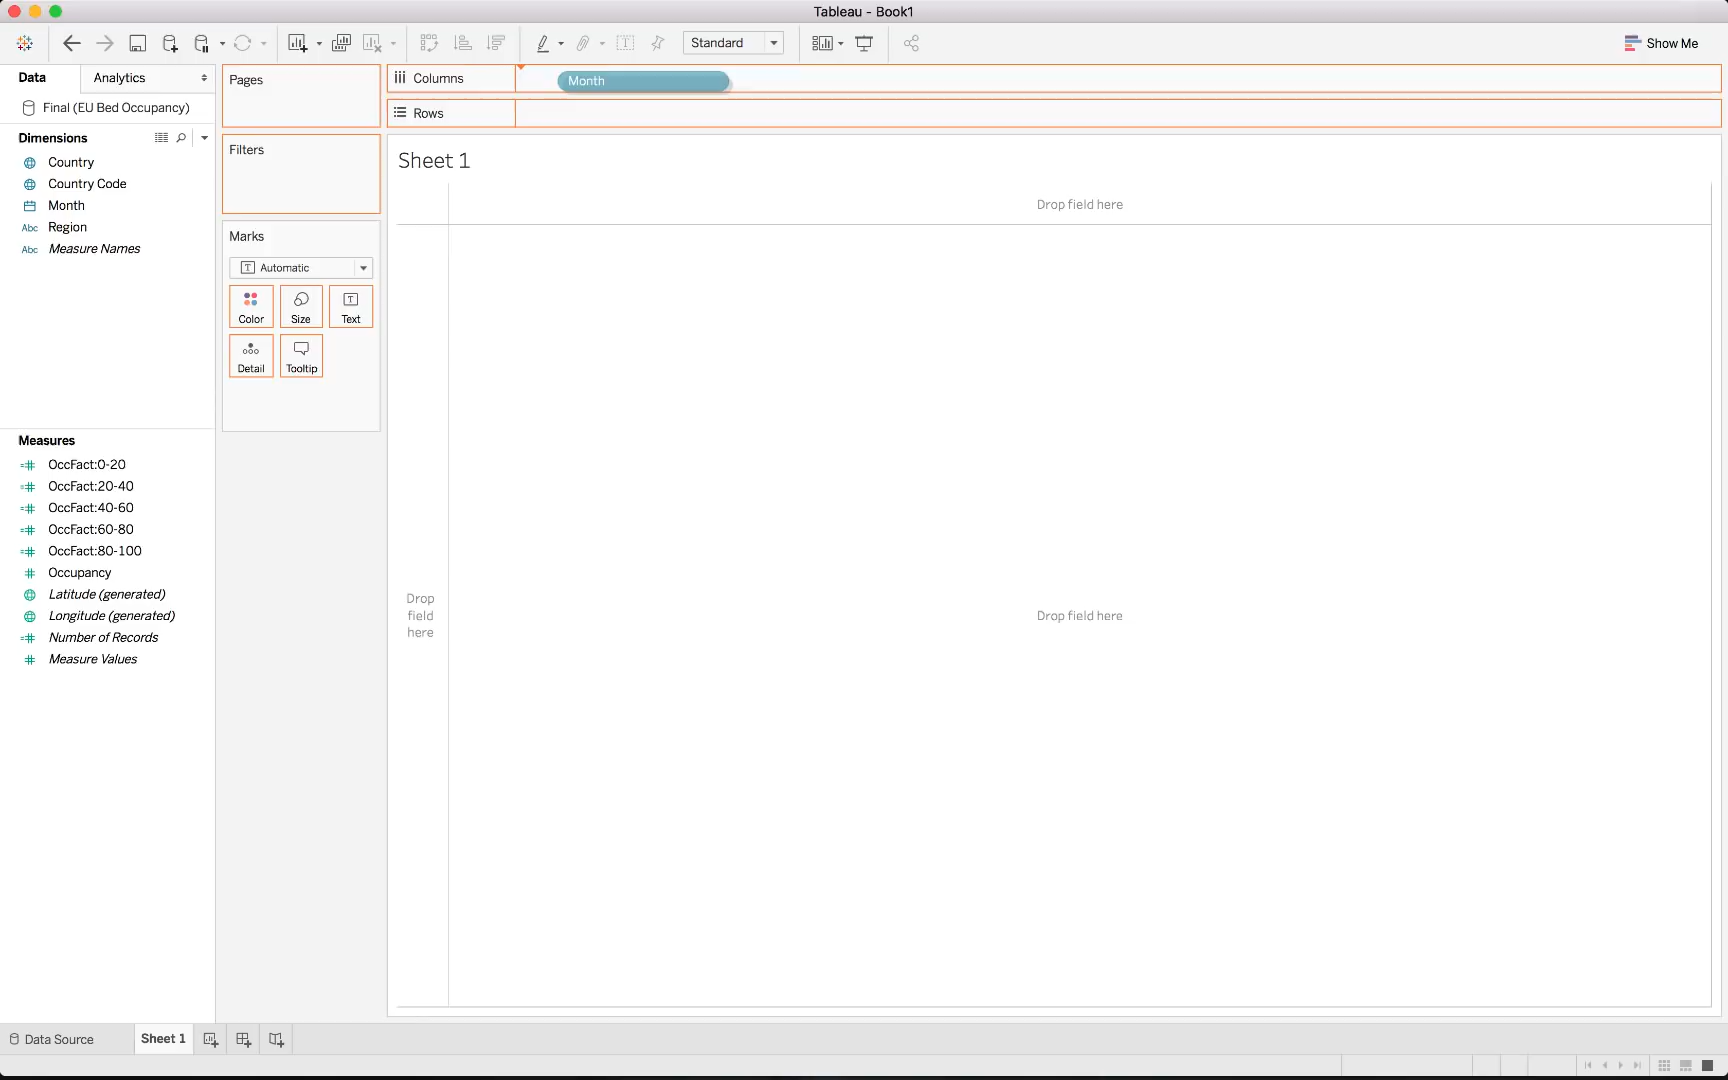 Tableau - Book1
Standard
Show Me
Data
Analytics
Pages
Columns
Month
Final (EU Bed Occupancy)
Rows
Dimensions
Filters
Sheet 1
Country
Country Code
Month
Abc Region
Abc Measure Names
Drop field here
Marks
T Automatic
Color
Size
T
Text
Detail
Tooltip
Measures
OccFact:0-20
OccFact:20-40
OccFact:40-60
OccFact:60-80
OccFact:80-100
Occupancy
Latitude (generated)
Longitude (generated)
Number of Records
Measure Values
Drop
field
here
Drop field here
Data Source
Sheet 1